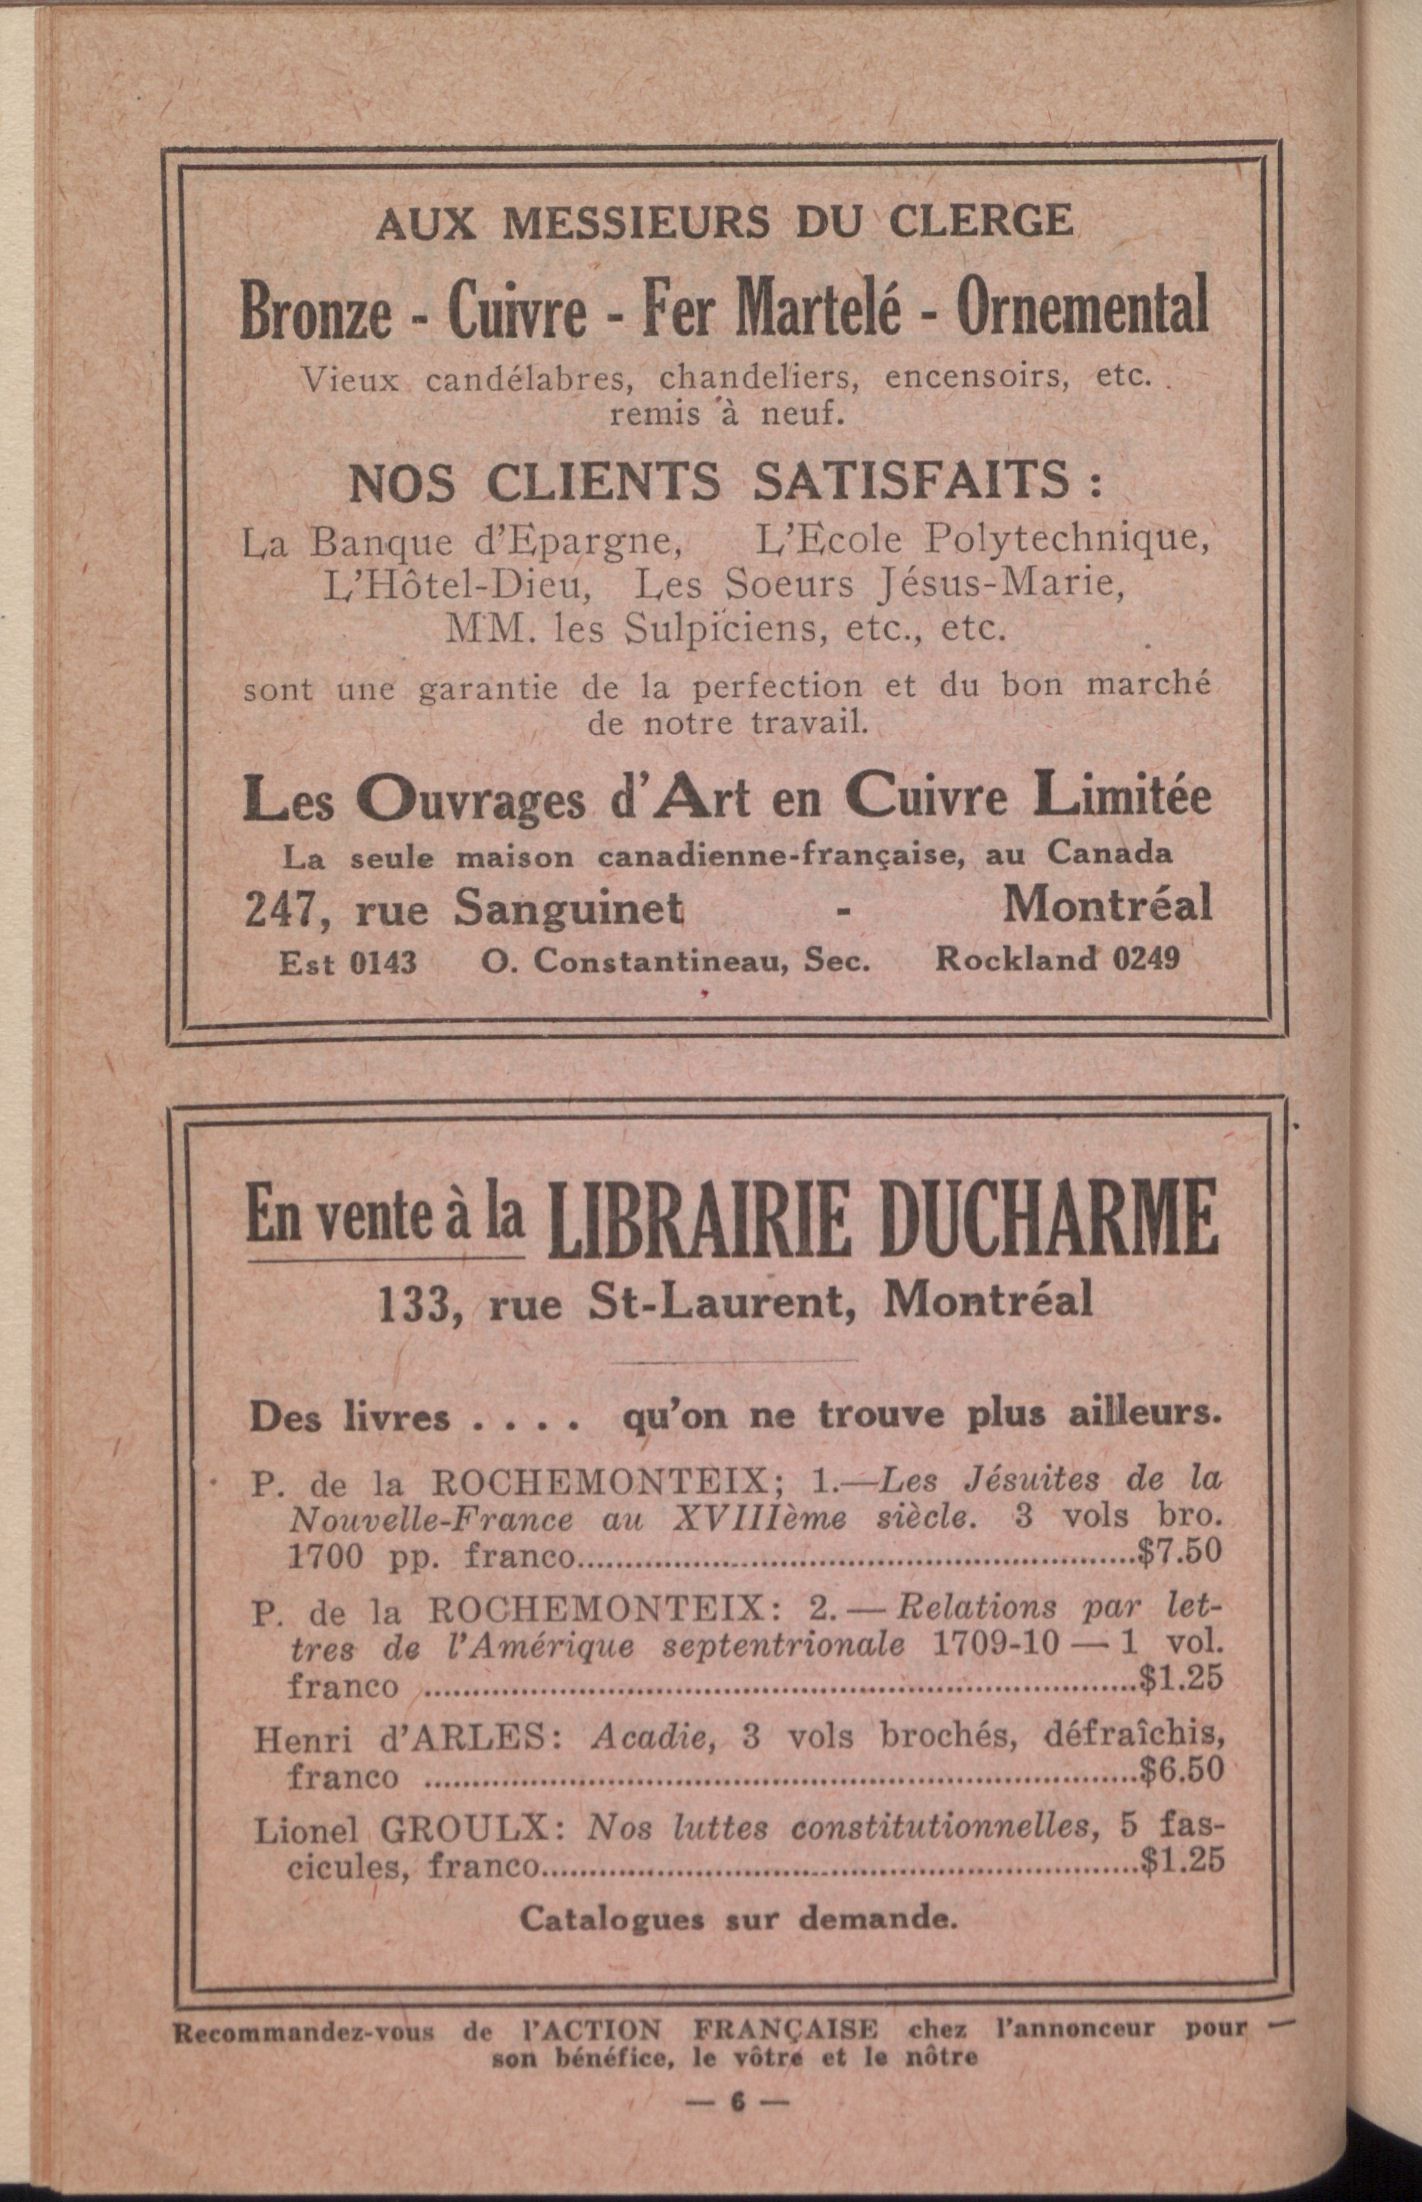 AUX MESSIEURS DU CLERGE
Bronze - Cuivre - Fer Martelé - Ornemental
Vieux candélabres, chandeliers, encensoirs, etc.
remis à neuf.
NOS CLIENTS SATISFAITS :
La Banque d'Epargne, L'Ecole Polytechnique,
L'Hôtel-Dieu, Les Soeurs Jésus-Marie,
MM. les Sulpiciens, etc., etc.
sont une garantie de la perfection et du bon marché
de notre travail.
Les Ouvrages d'Art en Cuivre Limitée
La seule maison canadienne-française, au Canada
247, rue Sanguinet - Montréal
Est 0143 O. Constantineau, Sec. Rockland 0249
En vente à la LIBRAIRIE DUCHARME
133, rue St-Laurent, Montréal
Des livres . . . . qu'on ne trouve plus ailleurs.
P. de la ROCHEMONTEIX; 1.—Les Jésuites de la
Nouvelle-France au XVIIIème siècle. 3 vols bro.
1700 pp. franco..........$7.50
P. de la ROCHEMONTEIX: 2.— Relations par let-
tres de l'Amérique septentrionale 1709-10 — 1 vol.
franco ..........$1.25
Henri d'ARLES: Acadie, 3 vols brochés, défraîchis,
franco ..........$6.50
Lionel GROULX: Nos luttes constitutionnelles, 5 fas-
cicules, franco..........$1.25
Catalogues sur demande.
Recommandez-vous de l'ACTION FRANÇAISE chez l'annonceur pour —
son bénéfice, le vôtre et le nôtre
— 6 —